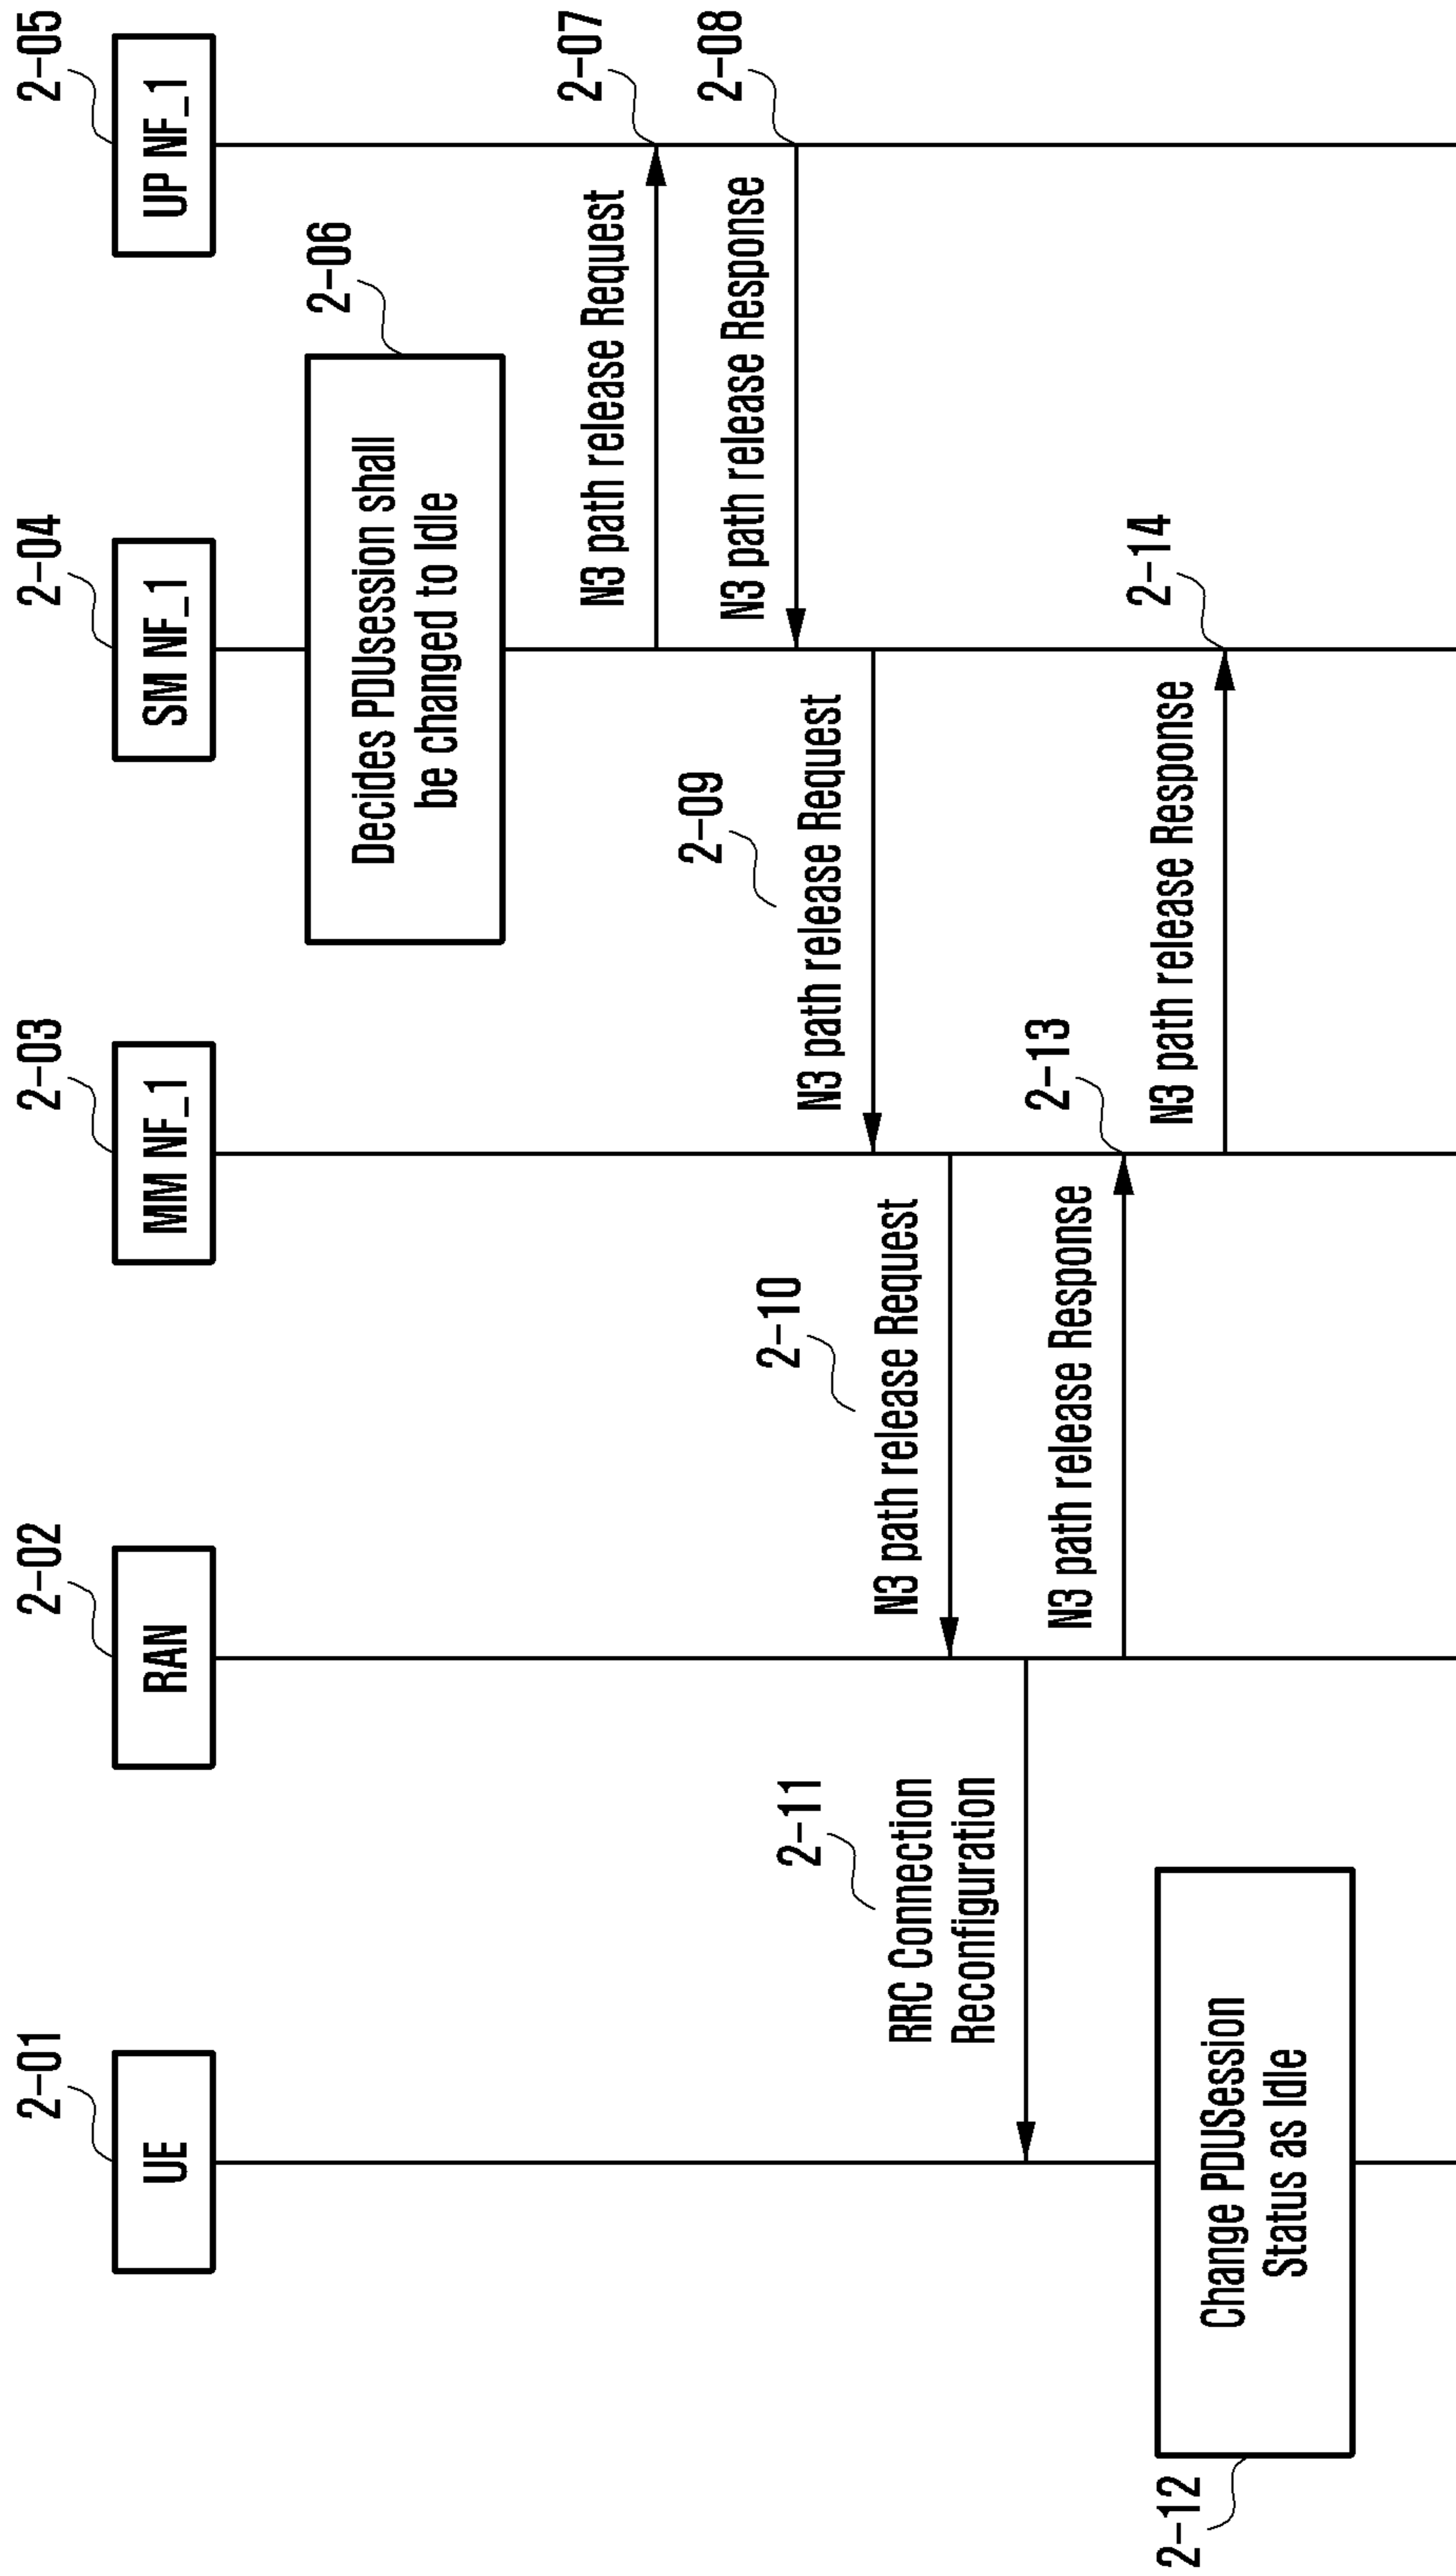 2-01
2-02
2-03
2-04
2-05
UE
RAN
MM NF_1
SM NF_1
UP NF_1
2-06
Decides PDUsession shall
be changed to Idle
2-07
N3 path release Request
2-08
N3 path release Response
2-09
N3 path release Request
2-10
N3 path release Request
2-11
RRC Connection
Reconfiguration
2-12
Change PDUSession
Status as Idle
2-13
N3 path release Response
2-14
N3 path release Response